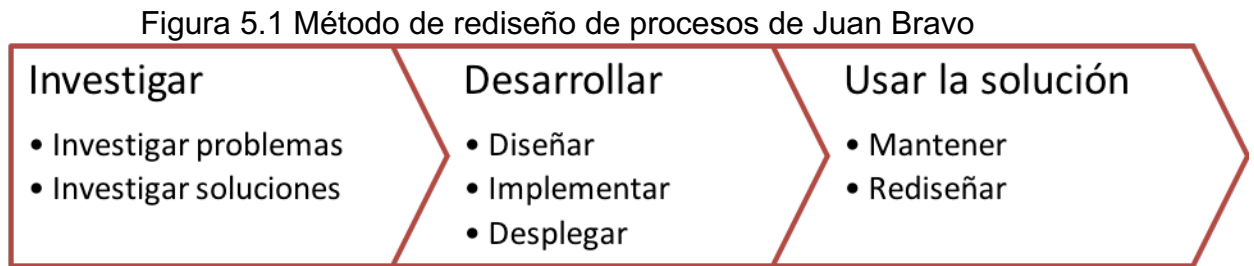 Figura 5.1 Método de rediseño de procesos de Juan Bravo
Investigar
• Investigar problemas
• Investigar soluciones
Desarrollar
• Diseñar
• Implementar
• Desplegar
Usar la solución
• Mantener
• Rediseñar